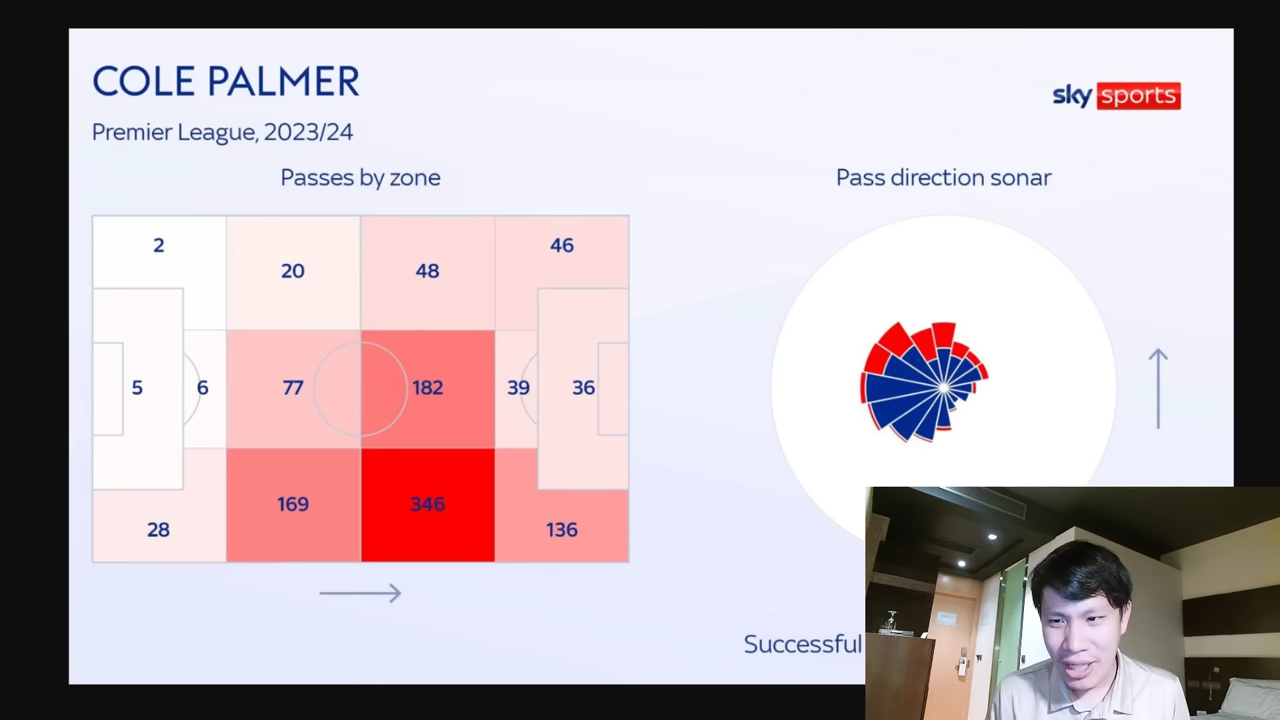 COLE PALMER
sky sports
Premier League, 2023/24
Passes by zone
Pass direction sonar
2
20
48
46
5
6
77
182
39
36
28
169
346
136
Successful